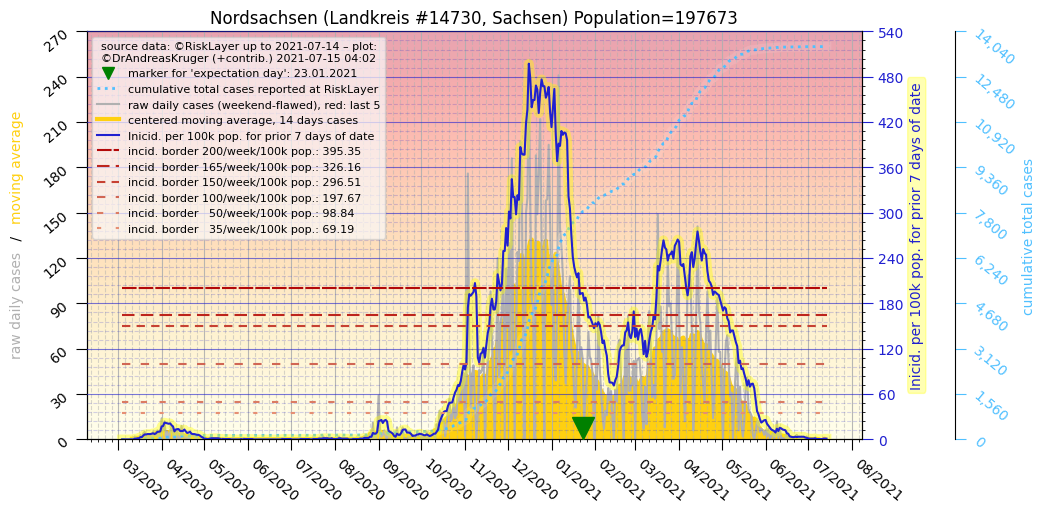 Nordsachsen (Landkreis #14730, Sachsen) Population=197673
source data: ©RiskLayer up to 2021-07-14 – plot:
©DrAndreasKruger (+contrib.) 2021-07-15 04:02
marker for 'expectation day': 23.01.2021
cumulative total cases reported at RiskLayer
raw daily cases (weekend-flawed), red: last 5
centered moving average, 14 days cases
Inicid. per 100k pop. for prior 7 days of date
incid. border 200/week/100k pop.: 395.35
incid. border 165/week/100k pop.: 326.16
incid. border 150/week/100k pop.: 296.51
incid. border 100/week/100k pop.: 197.67
incid. border   50/week/100k pop.: 98.84
incid. border   35/week/100k pop.: 69.19
raw daily cases / moving average
270
240
210
180
150
120
90
60
30
0
540
480
420
360
300
240
180
120
60
0
Inicid. per 100k pop. for prior 7 days of date
14,040
12,480
10,920
9,360
7,800
6,240
4,680
3,120
1,560
0
cumulative total cases
03/2020
04/2020
05/2020
06/2020
07/2020
08/2020
09/2020
10/2020
11/2020
12/2020
01/2021
02/2021
03/2021
04/2021
05/2021
06/2021
07/2021
08/2021